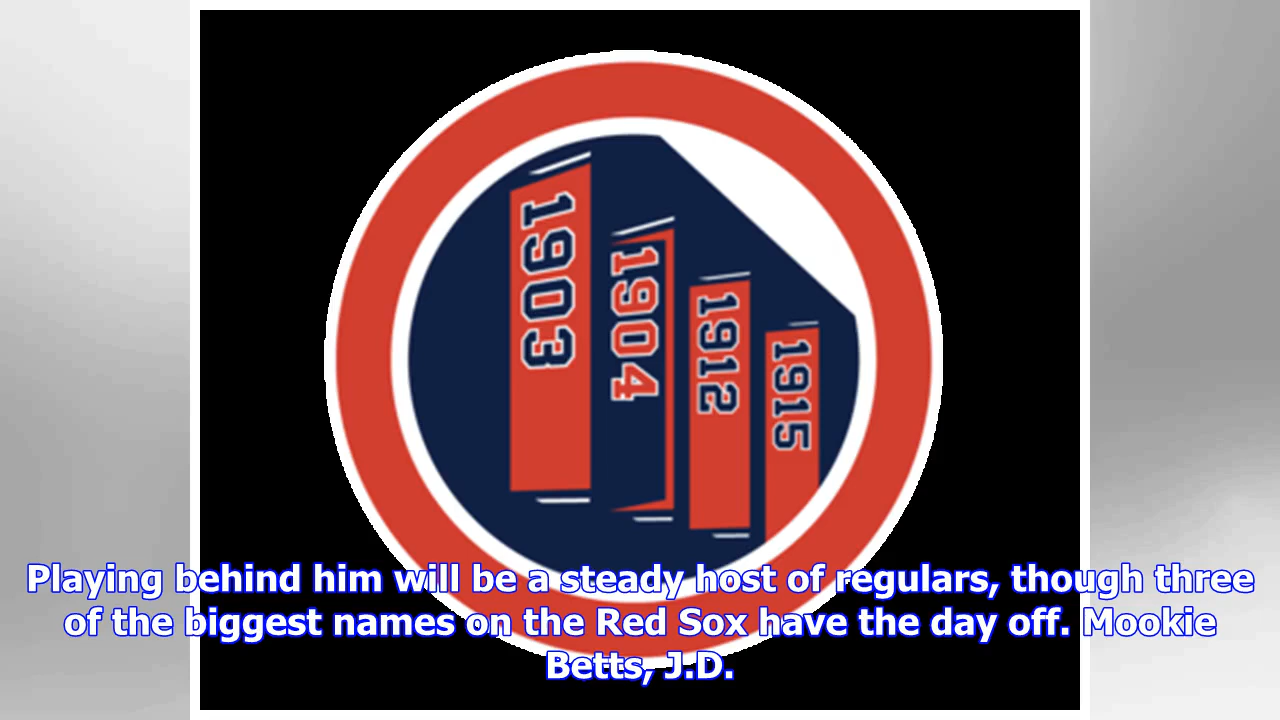 1903
1904
1912
1915
Playing behind him will be a steady host of regulars, though three
of the biggest names on the Red Sox have the day off. Mookie
Betts, J.D.